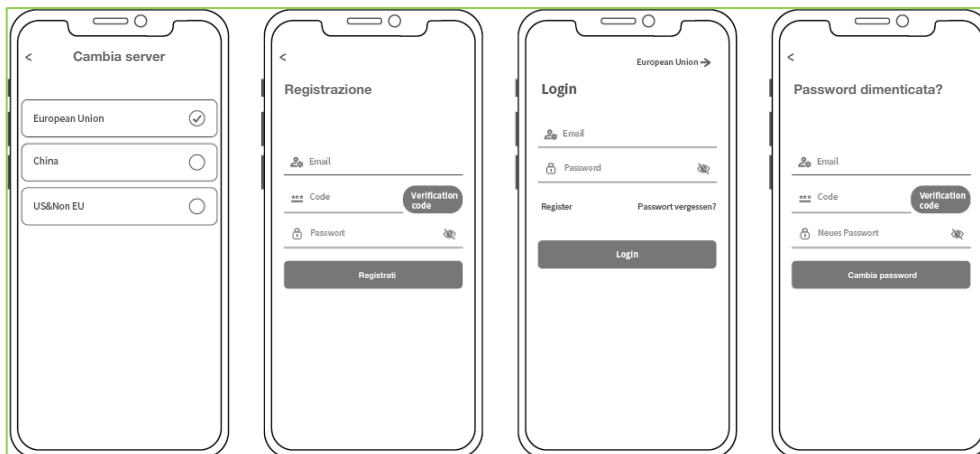 < Cambia server
European Union
China
US&Non EU
<
Registrazione
Email
*** Code
Verification
code
Passwort
Registrati
European Union →
Login
Email
Password
Register Passwort vergessen?
Login
<
Password dimenticata?
Email
*** Code
Verification
code
Neues Passwort
Cambia password